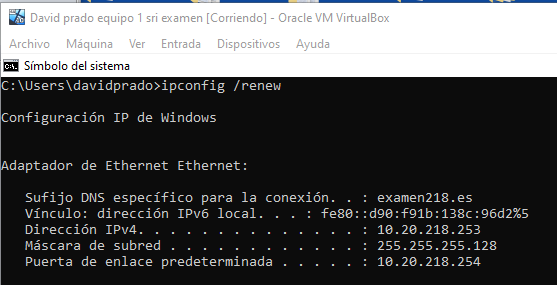 David prado equipo 1 sri examen [Corriendo] - Oracle VM VirtualBox
Archivo Máquina Ver Entrada Dispositivos Ayuda
Símbolo del sistema
C:\Users\davidprado>ipconfig /renew
Configuración IP de Windows
Adaptador de Ethernet Ethernet:
Sufijo DNS específico para la conexión. . : examen218.es
Vínculo: dirección IPv6 local. . . : fe80::d90:f91b:138c:96d2%5
Dirección IPv4. . . . . . . . . . . . . . : 10.20.218.253
Máscara de subred . . . . . . . . . . . . : 255.255.255.128
Puerta de enlace predeterminada . . . . . : 10.20.218.254